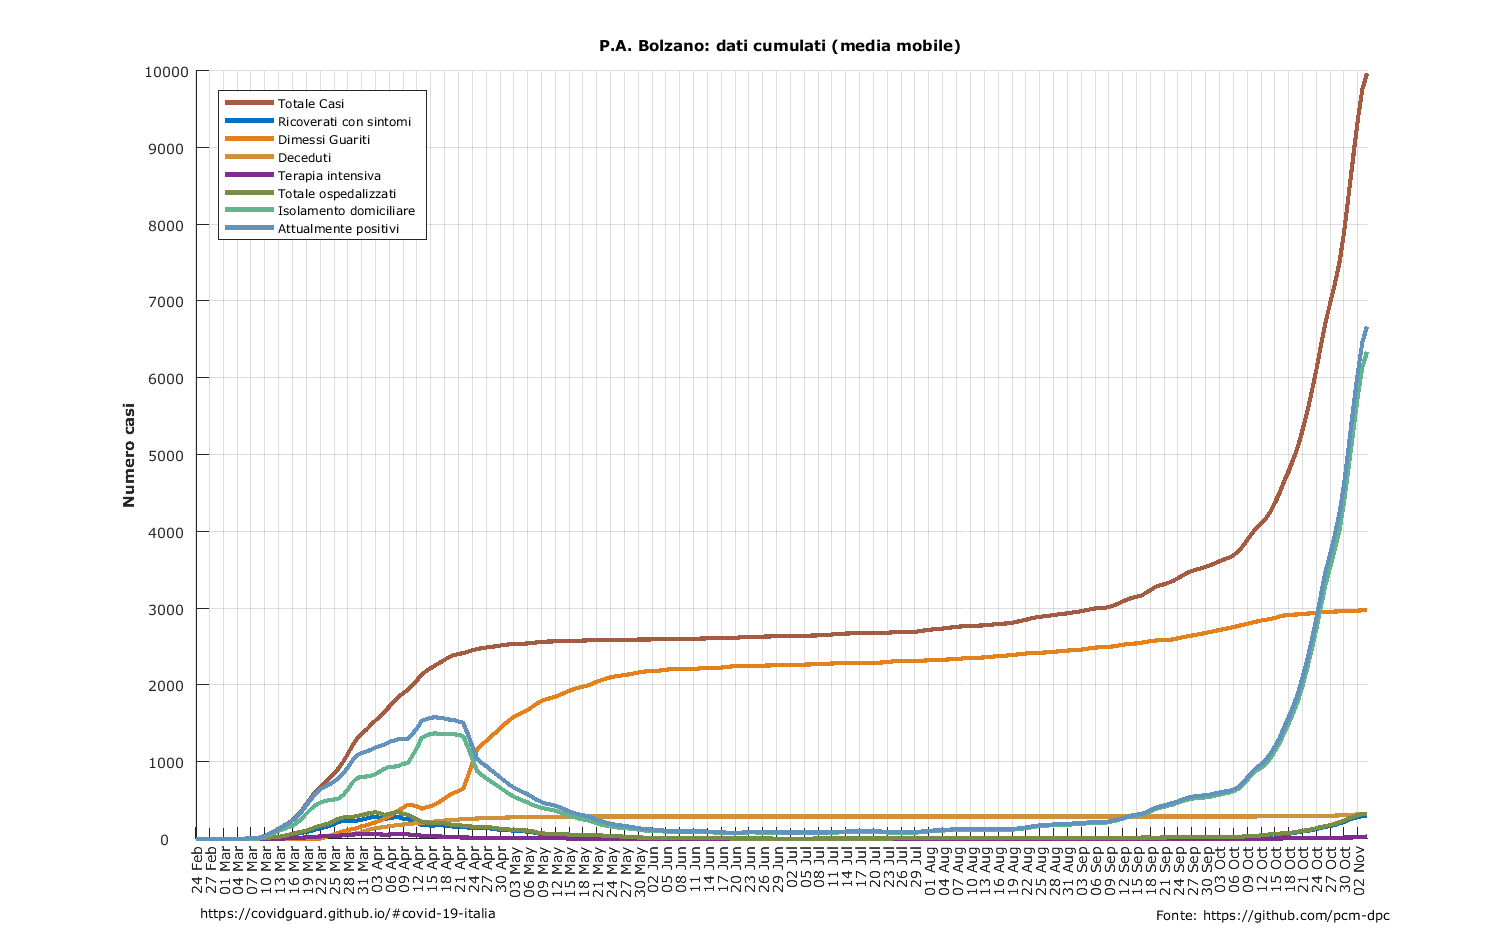 P.A. Bolzano: dati cumulati (media mobile)
10000
9000
8000
7000
6000
5000
4000
3000
2000
1000
0
Numero casi
Totale Casi
Ricoverati con sintomi
Dimessi Guariti
Deceduti
Terapia intensiva
Totale ospedalizzati
Isolamento domiciliare
Attualmente positivi
24 Feb
27 Feb
01 Mar
04 Mar
07 Mar
10 Mar
13 Mar
16 Mar
19 Mar
22 Mar
25 Mar
28 Mar
31 Mar
03 Apr
06 Apr
09 Apr
12 Apr
15 Apr
18 Apr
21 Apr
24 Apr
27 Apr
30 Apr
03 May
06 May
09 May
12 May
15 May
18 May
21 May
24 May
27 May
30 May
02 Jun
05 Jun
08 Jun
11 Jun
14 Jun
17 Jun
20 Jun
23 Jun
26 Jun
29 Jun
02 Jul
05 Jul
08 Jul
11 Jul
14 Jul
17 Jul
20 Jul
23 Jul
26 Jul
29 Jul
01 Aug
04 Aug
07 Aug
10 Aug
13 Aug
16 Aug
19 Aug
22 Aug
25 Aug
28 Aug
31 Aug
03 Sep
06 Sep
09 Sep
12 Sep
15 Sep
18 Sep
21 Sep
24 Sep
27 Sep
30 Sep
03 Oct
06 Oct
09 Oct
12 Oct
15 Oct
18 Oct
21 Oct
24 Oct
27 Oct
30 Oct
02 Nov
https://covidguard.github.io/#covid-19-italia
Fonte: https://github.com/pcm-dpc